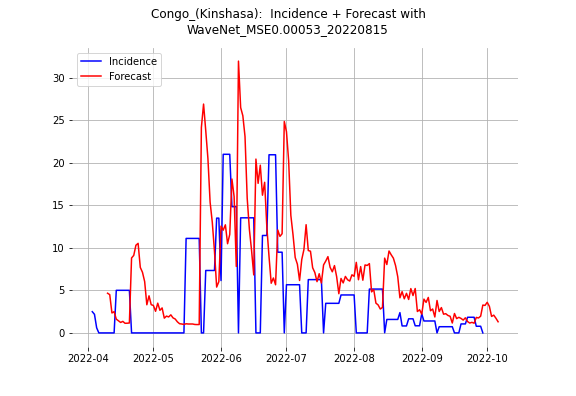 Congo_(Kinshasa):  Incidence + Forecast with
WaveNet_MSE0.00053_20220815
Incidence
Forecast
30
25
20
15
10
5
0
2022-04 2022-05 2022-06 2022-07 2022-08 2022-09 2022-10